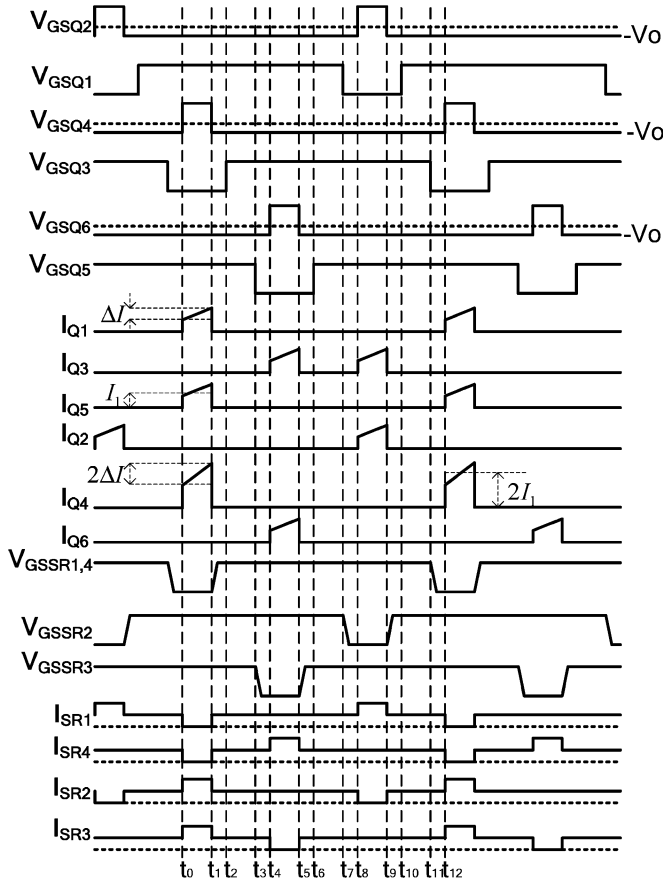 VGSQ2
-Vo
VGSQ1
VGSQ4
-Vo
VGSQ3
VGSQ6
-Vo
VGSQ5
ΔI
IQ1
IQ3
I1
IQ5
IQ2
2ΔI
2I1
IQ4
IQ6
VGSSR1,4
VGSSR2
VGSSR3
ISR1
ISR4
ISR2
ISR3
t0 t1 t2 t3 t4 t5 t6 t7 t8 t9 t10 t11 t12